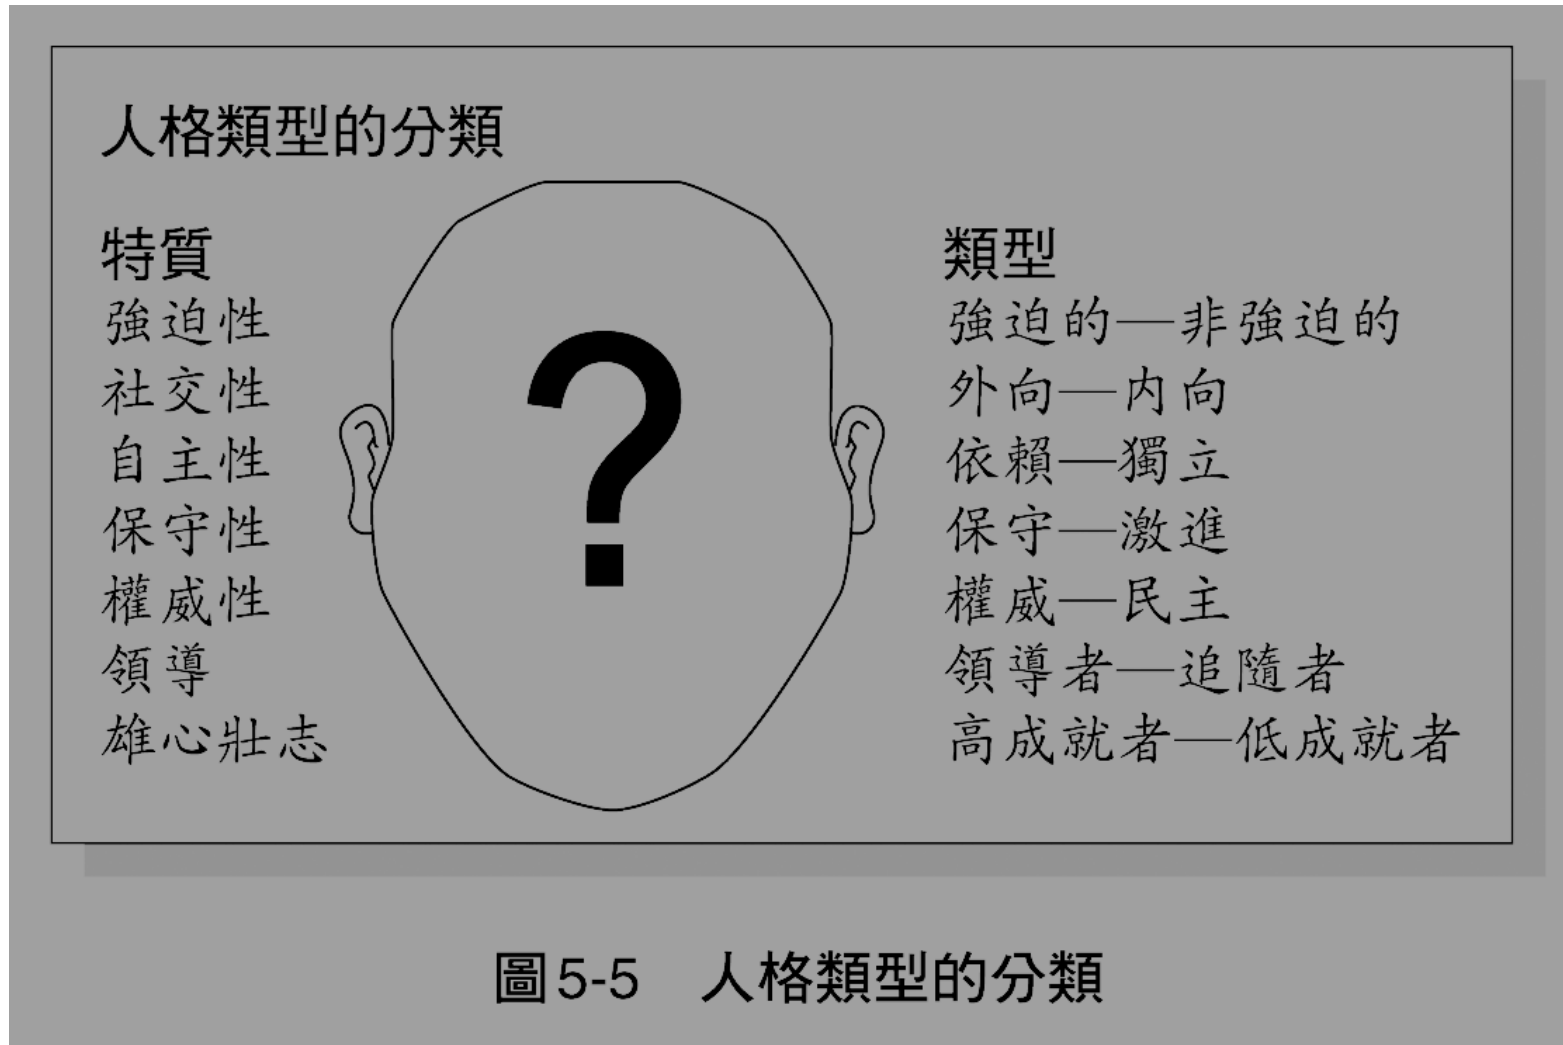 人格類型的分類
特質
強迫性
社交性
自主性
保守性
權威性
領導
雄心壯志
?
類型
強迫的—非強迫的
外向—内向
依賴—獨立
保守—激進
權威—民主
領導者—追隨者
高成就者—低成就者
圖5-5 人格類型的分類